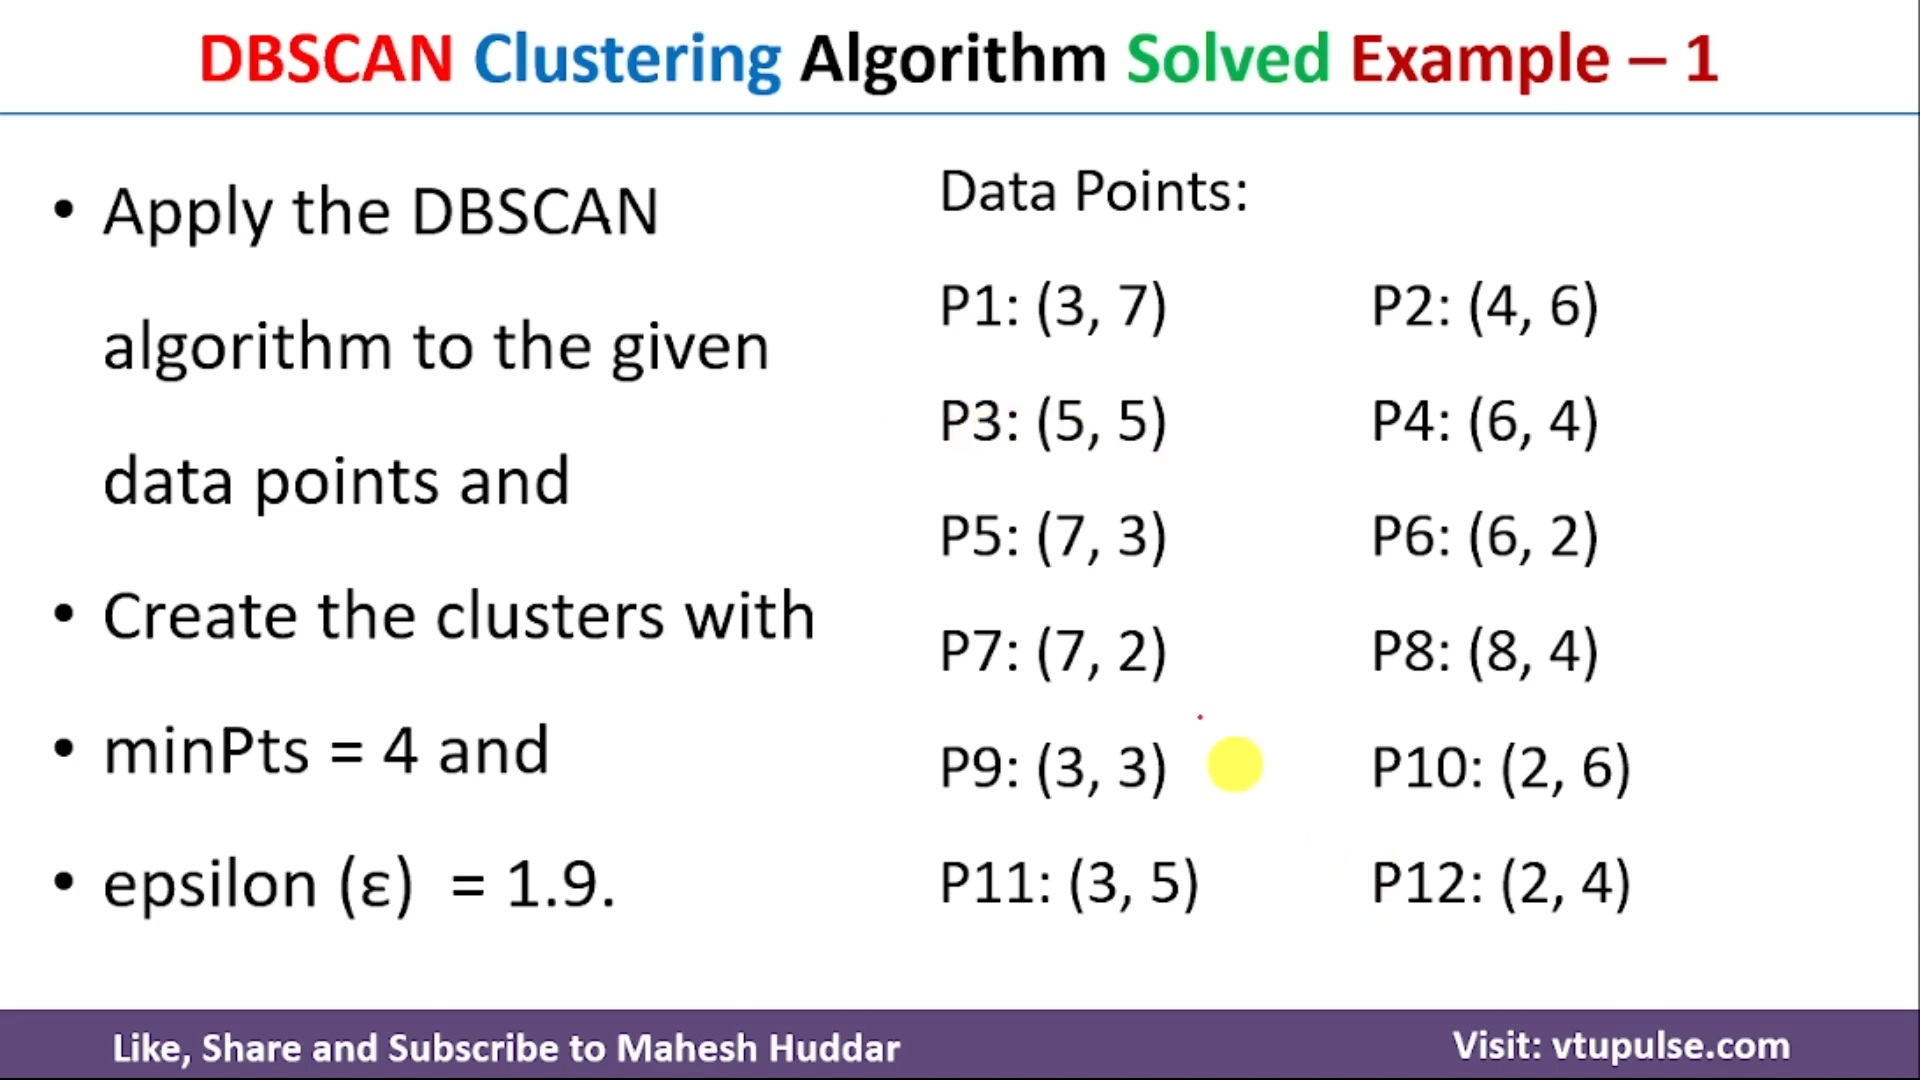 DBSCAN Clustering Algorithm Solved Example – 1
• Apply the DBSCAN
algorithm to the given
data points and
• Create the clusters with
• minPts = 4 and
• epsilon (ε)  = 1.9.
Data Points:
P1: (3, 7) P2: (4, 6)
P3: (5, 5) P4: (6, 4)
P5: (7, 3) P6: (6, 2)
P7: (7, 2) P8: (8, 4)
P9: (3, 3) P10: (2, 6)
P11: (3, 5) P12: (2, 4)
Like, Share and Subscribe to Mahesh Huddar
Visit: vtupulse.com